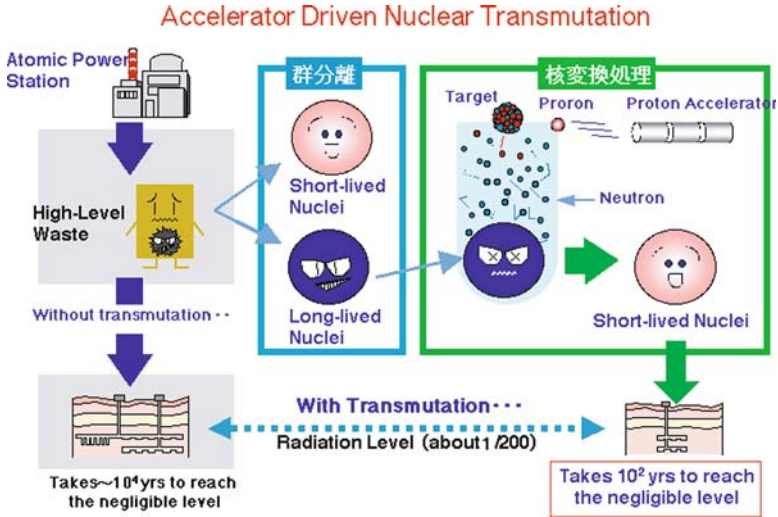 Accelerator Driven Nuclear Transmutation
Atomic Power
Station
High-Level
Waste
Without transmutation・・
群分離
Short-lived
Nuclei
Long-lived
Nuclei
核変換処理
Target
Proron
Proton Accelerator
Neutron
Short-lived Nuclei
With Transmutation・・・
Radiation Level (about 1/200)
Takes~10⁴yrs to reach
the negligible level
Takes 10² yrs to reach
the negligible level